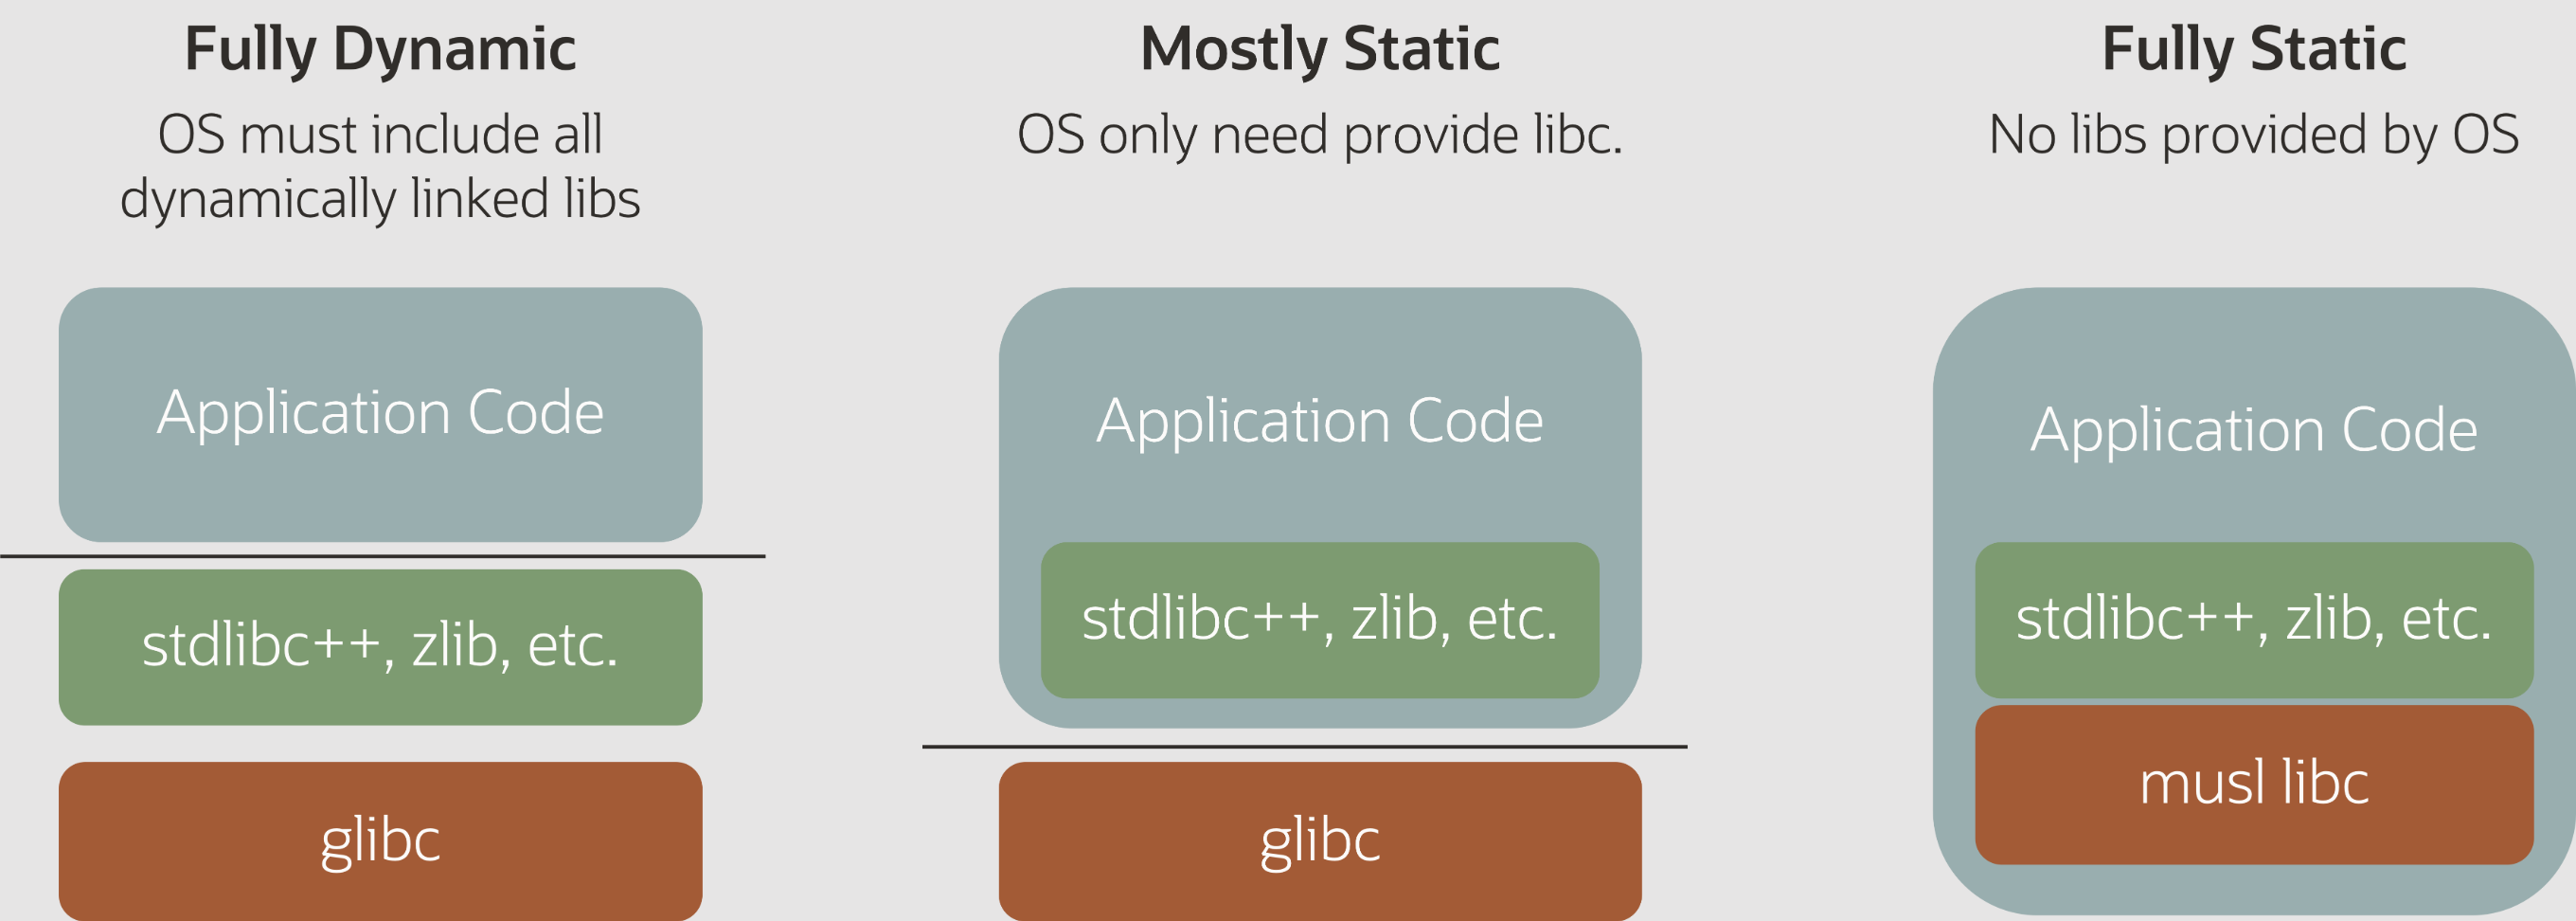 Fully Dynamic
OS must include all
dynamically linked libs
Application Code
stdlibc++, zlib, etc.
glibc
Mostly Static
OS only need provide libc.
Application Code
stdlibc++, zlib, etc.
glibc
Fully Static
No libs provided by OS
Application Code
stdlibc++, zlib, etc.
musl libc